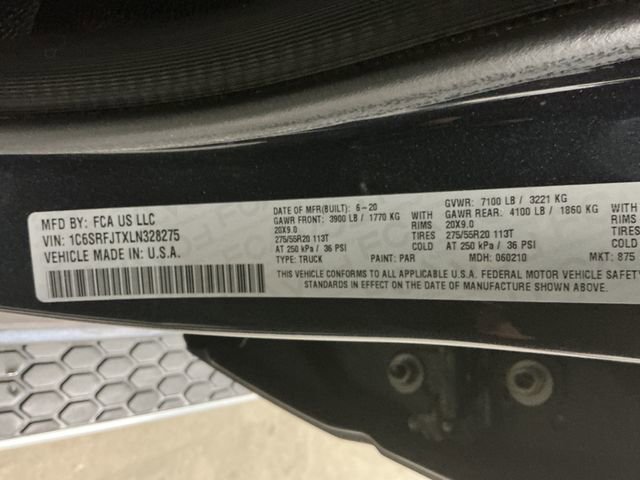 MFD BY: FCA US LLC
VIN: 1C6SRFJTXLN328275
VEHICLE MADE IN: U.S.A.
DATE OF MFR(BUILT): 6-20 GVWR: 7100 LB / 3221 KG
GAWR FRONT: 3900 LB / 1770 KG WITH GAWR REAR: 4100 LB / 1860 KG WITH
20X9.0 RIMS 20X9.0 RIMS
275/55R20 113T TIRES 275/55R20 113T TIRES
AT 250 kPa / 36 PSI COLD AT 250 kPa / 36 PSI COLD
TYPE: TRUCK PAINT: PAR MDH: 060210 MKT: 875
THIS VEHICLE CONFORMS TO ALL APPLICABLE U.S.A. FEDERAL MOTOR VEHICLE SAFETY
STANDARDS IN EFFECT ON THE DATE OF MANUFACTURE SHOWN ABOVE.